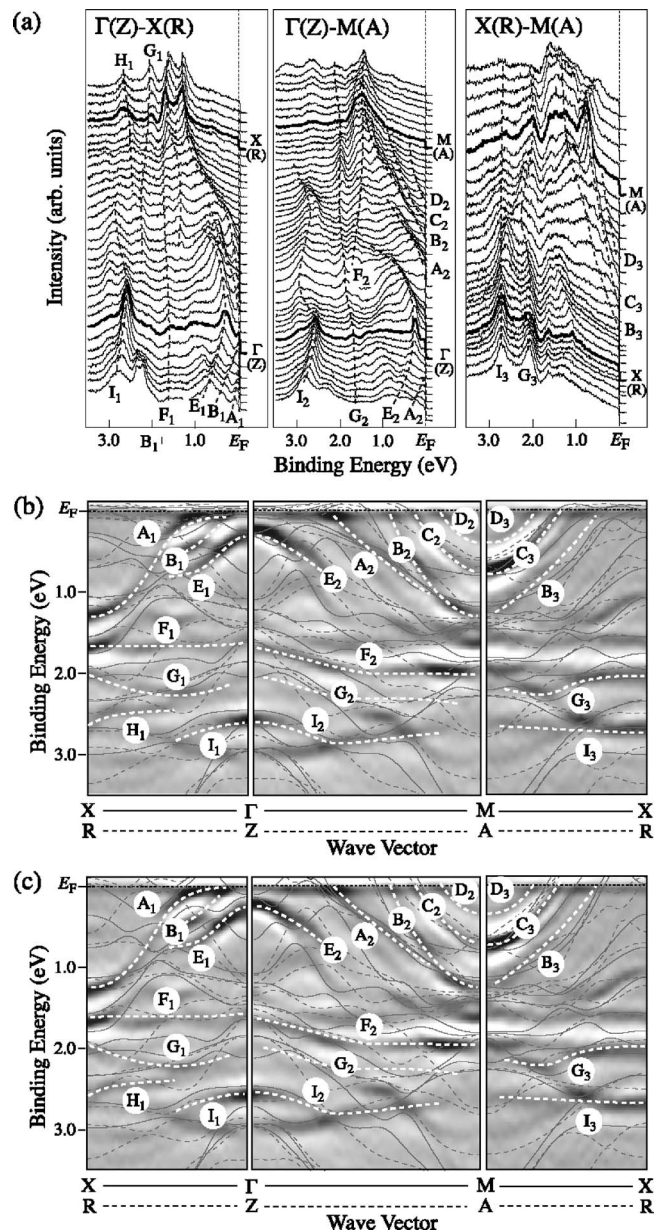 (a)
Γ(Z)-X(R)
Γ(Z)-M(A)
X(R)-M(A)
Intensity (arb. units)
H1
G1
X
(R)
Γ
(Z)
I1
F1
E1
B1
A1
3.0
B1'
1.0
EF
M
(A)
D2
C2
B2
A2
F2
Γ
(Z)
I2
G2
E2
A2
3.0
2.0
1.0
EF
M
(A)
D3
C3
B3
I3
G3
X
(R)
3.0
2.0
1.0
EF
Binding Energy (eV)
(b)
EF
1.0
2.0
3.0
Binding Energy (eV)
A1
B1
E1
F1
G1
H1
I1
E2
A2
B2
C2
D2
F2
G2
I2
D3
C3
B3
G3
I3
X Γ M X
R Z A R
Wave Vector
(c)
EF
1.0
2.0
3.0
Binding Energy (eV)
A1
B1
E1
F1
G1
H1
I1
E2
A2
B2
C2
D2
F2
G2
I2
D3
C3
B3
G3
I3
X Γ M X
R Z A R
Wave Vector